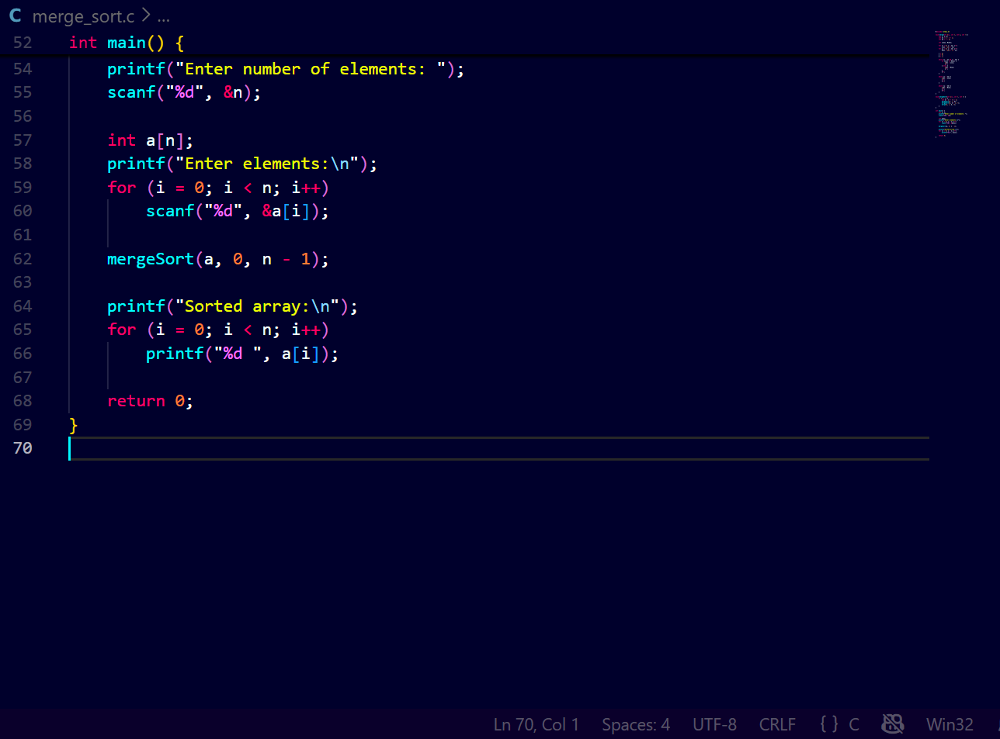 C merge_sort.c > ...
52 int main() {
54 printf("Enter number of elements: ");
55 scanf("%d", &n);
56
57 int a[n];
58 printf("Enter elements:\n");
59 for (i = 0; i < n; i++)
60 scanf("%d", &a[i]);
61
62 mergeSort(a, 0, n - 1);
63
64 printf("Sorted array:\n");
65 for (i = 0; i < n; i++)
66 printf("%d ", a[i]);
67
68 return 0;
69 }
70
Ln 70, Col 1 Spaces: 4 UTF-8 CRLF {} C Win32